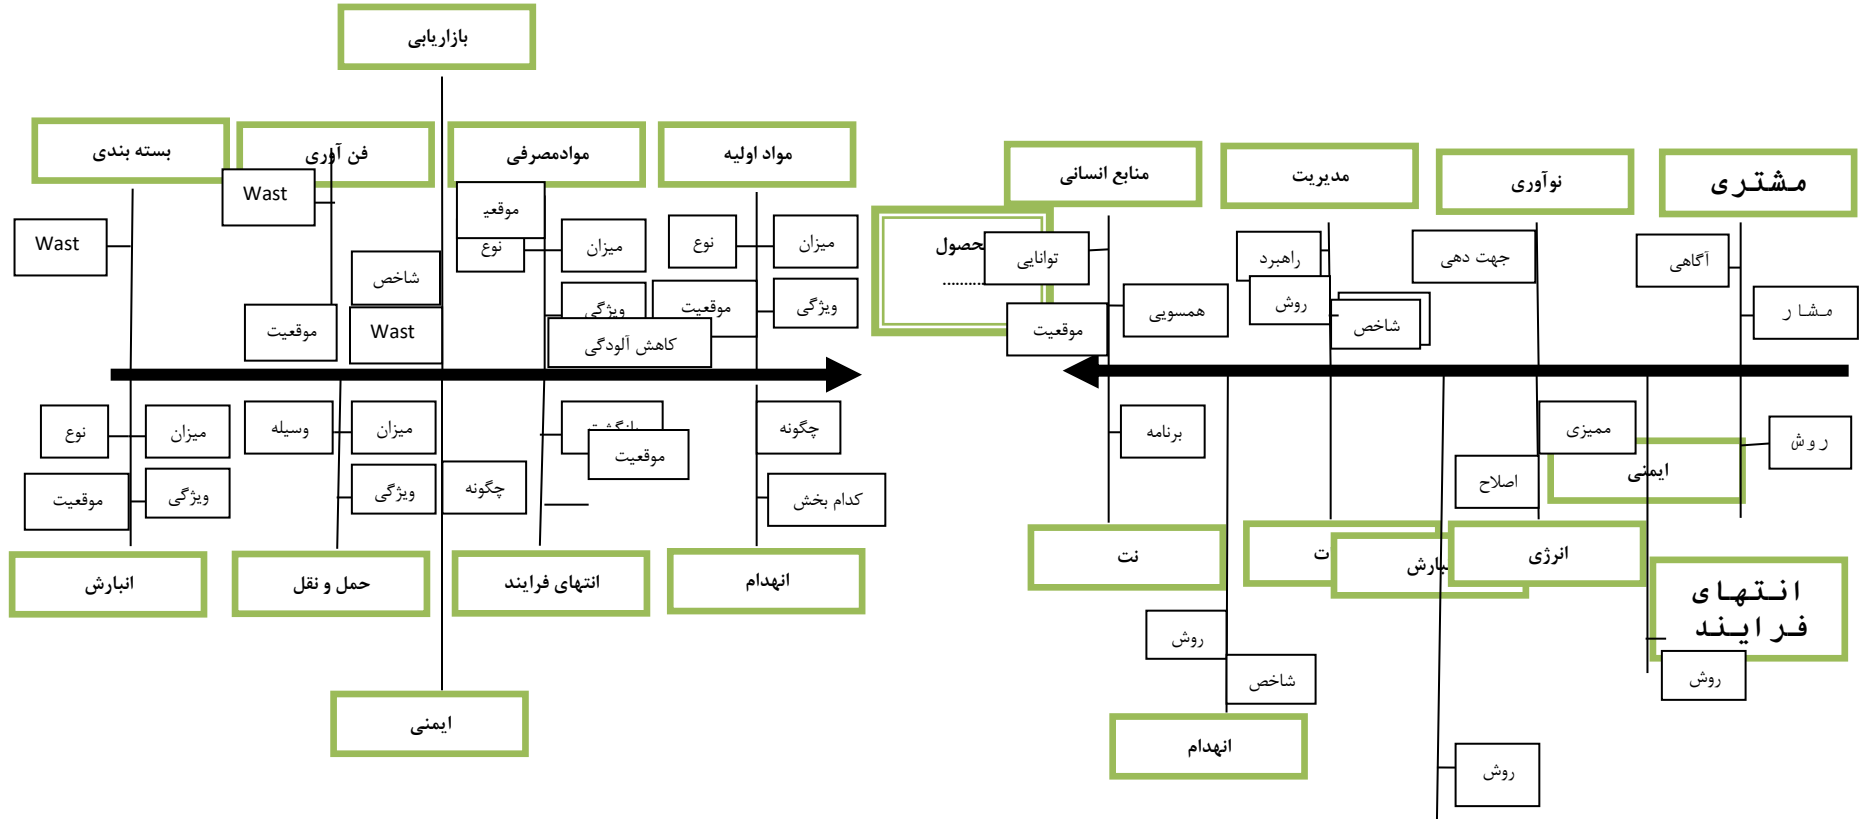 بازاریابی
بسته بندی
فن آوری
موادمصرفی
مواد اولیه
Wast
Wast
موقعیت
شاخص
Wast
نوع
میزان
ویژگی
کاهش آلودگی
نوع
میزان
موقعیت
ویژگی
نوع
میزان
موقعیت
ویژگی
وسیله
میزان
ویژگی
چگونه
موقعیت
چگونه
کدام بخش
انبارش
حمل و نقل
انتهای فرایند
انهدام
ایمنی
منابع انسانی
مدیریت
نوآوری
مشتری
..........
توانایی
موقعیت
همسویی
راهبرد
روش
شاخص
جهت دهی
آگاهی
برنامه
ممیزی
اصلاح
روش
ایمنی
نت
انرژی
انتهای
فرایند
روش
شاخص
روش
انهدام
روش